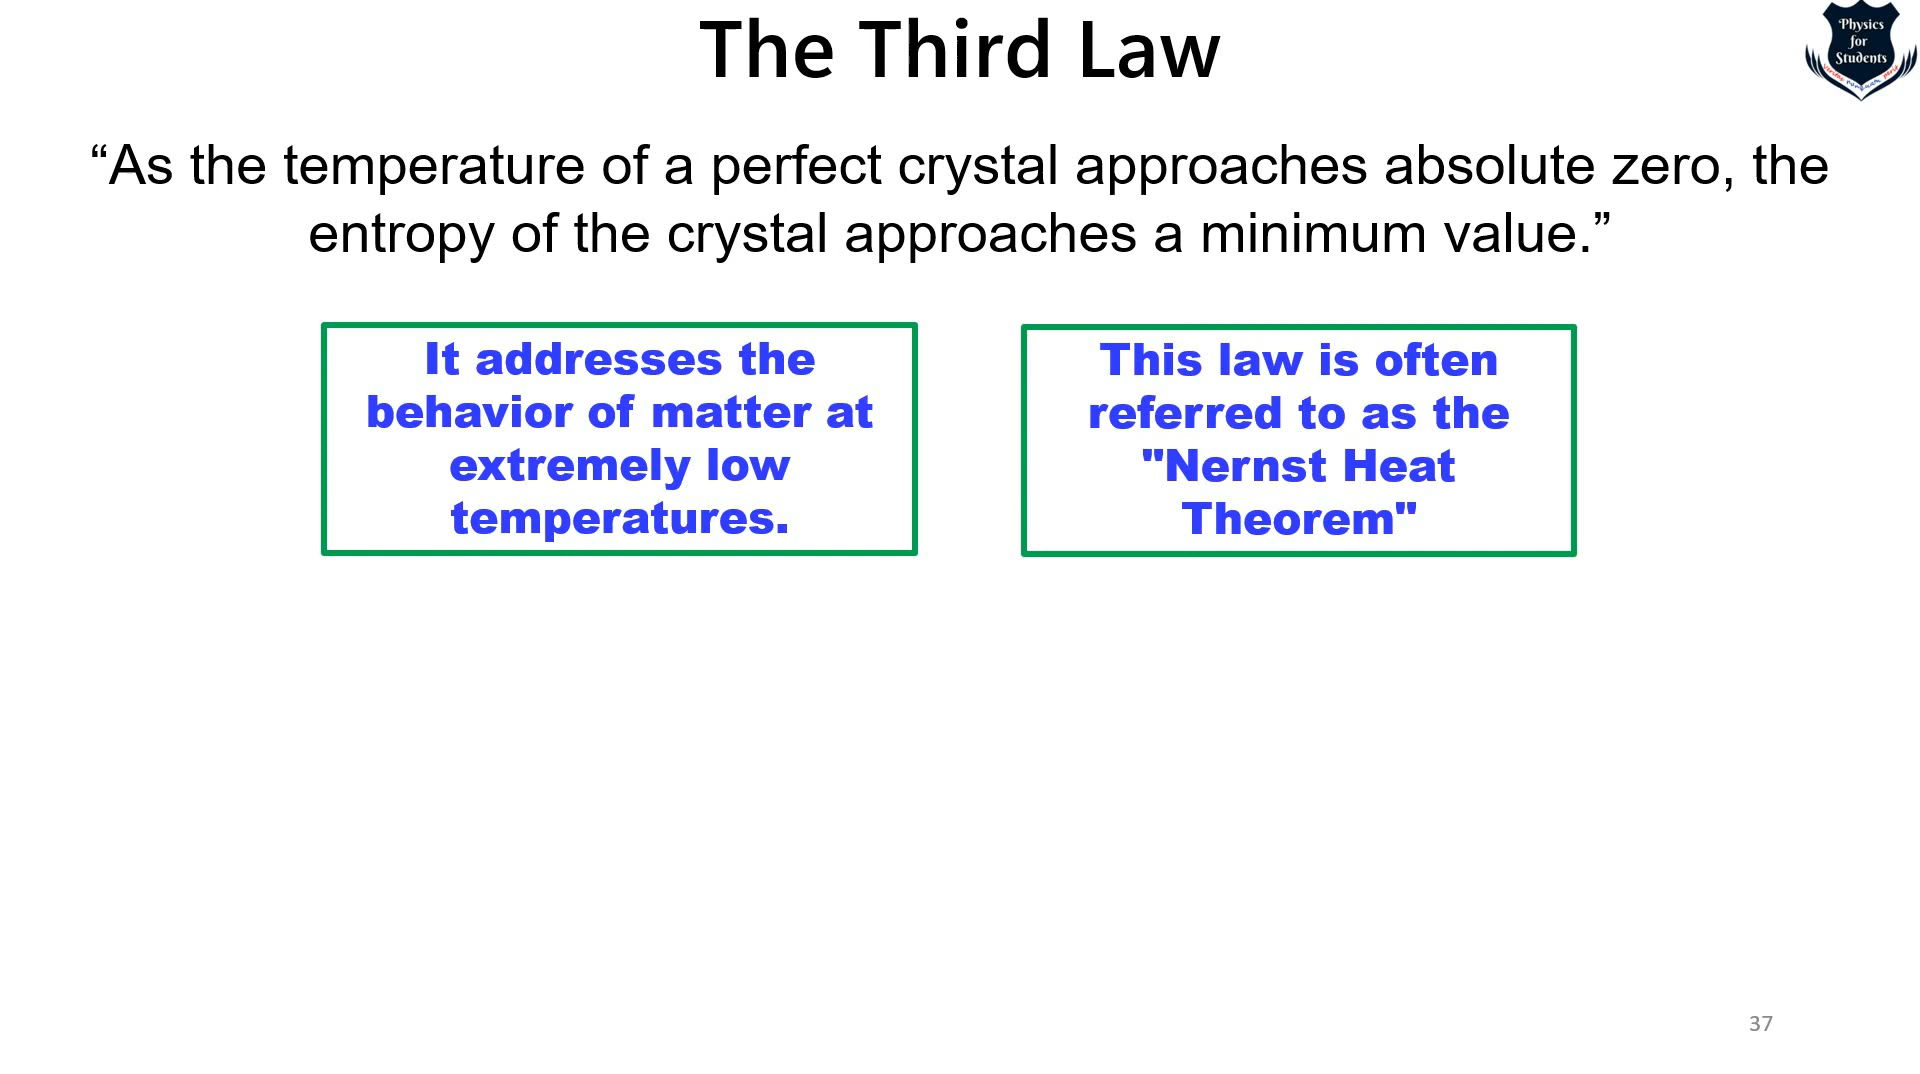 The Third Law
Physics
for
Students
“As the temperature of a perfect crystal approaches absolute zero, the
entropy of the crystal approaches a minimum value.”
It addresses the
behavior of matter at
extremely low
temperatures.
This law is often
referred to as the
"Nernst Heat
Theorem"
37